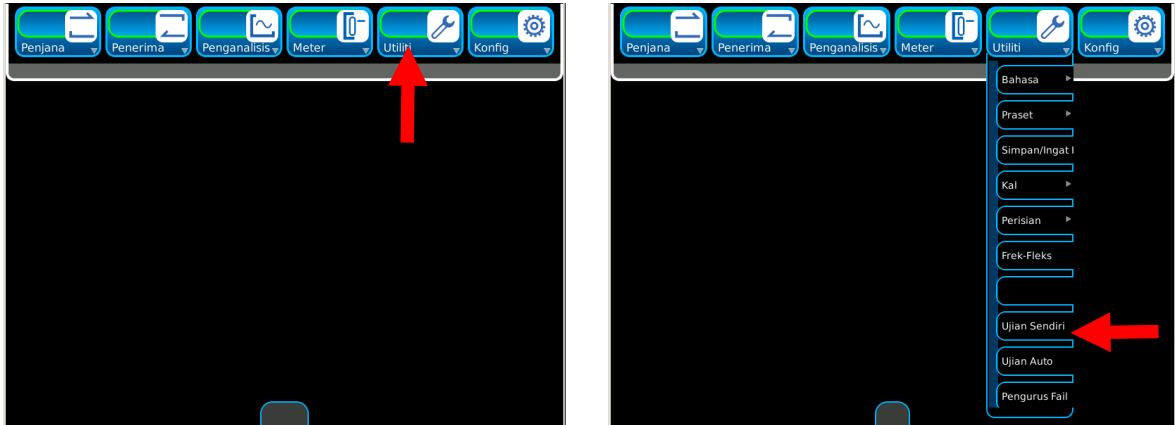 Penjana Penerima Penganalisis Meter Utiliti Konfig
Penjana Penerima Penganalisis Meter Utiliti Konfig
Bahasa
Praset
Simpan/Ingat
Kal
Perisian
Frek-Fleks
Ujian Sendiri
Ujian Auto
Pengurus Fail